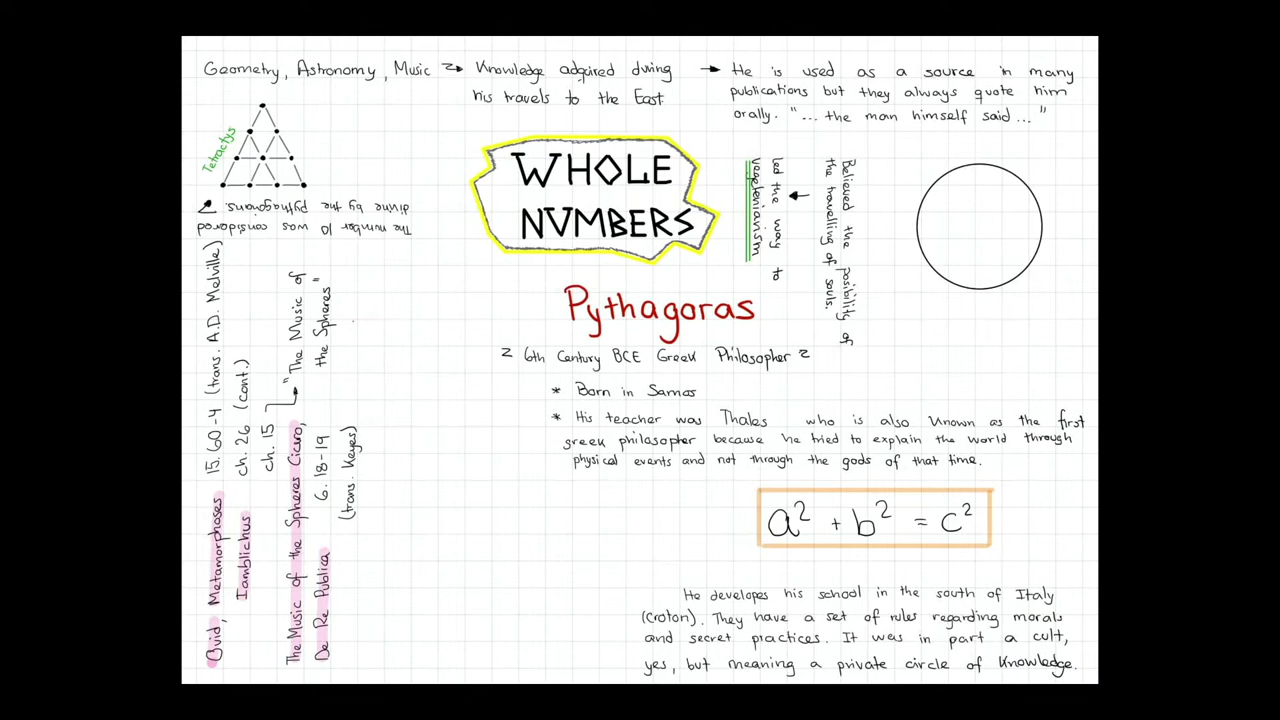 Geometry, Astronomy, Music
Knowledge adquired during
his travels to the East.
He is used as a source in many
publications but they always quote him
orally. "... the man himself said ..."
Tetractys
The number 10 was considered
divine by the pythagorians.
WHOLE
NUMBERS
Believed the posibility of
the travelling of souls.
Led the way to
vegetenianism
Pythagoras
6th Century BCE Greek Philosopher
* Born in Samos
* His teacher was Thales who is also known as the first
greek philosopher because he tried to explain the world through
physical events and not through the gods of that time.
a² + b² = c²
He developes his school in the south of Italy
(Croton). They have a set of rules regarding morals
and secret practices. It was in part a cult,
yes, but meaning a private circle of knowledge.
Ovid, Metamorphoses 15.60-4 (trans. A.D. Melville)
Iamblichus ch. 26 (cont.)
ch. 15
"The Music of
the Spheres"
The Music of the Spheres Cicero,
De Re Publica 6. 18-19
(trans. Keyes)